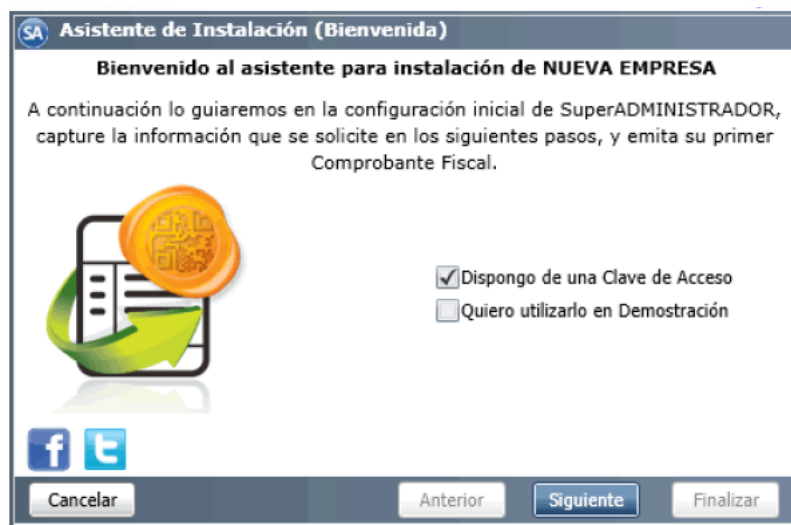 SA Asistente de Instalación (Bienvenida)
Bienvenido al asistente para instalación de NUEVA EMPRESA
A continuación lo guiaremos en la configuración inicial de SuperADMINISTRADOR,
capture la información que se solicite en los siguientes pasos, y emita su primer
Comprobante Fiscal.
Dispongo de una Clave de Acceso
Quiero utilizarlo en Demostración
f t
Cancelar Anterior Siguiente Finalizar